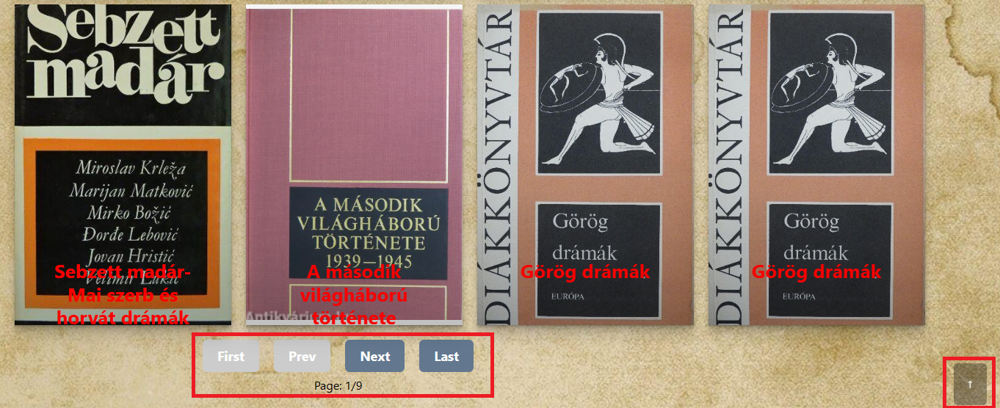 Sebzett
madár
Miroslav Krleža
Marijan Matković
Mirko Božić
Đorđe Lebović
Jovan Hristić
Velimir Lukić
Sebzett madár-
Mai szerb és
horvát drámák
A MÁSODIK
VILÁGHÁBORÚ
TÖRTÉNETE
1939–1945
A második
világháború
története
DIÁKKÖNYVTÁR
Görög
drámák
Görög drámák
EURÓPA
DIÁKKÖNYVTÁR
Görög
drámák
Görög drámák
EURÓPA
First Prev Next Last
Page: 1/9
↑